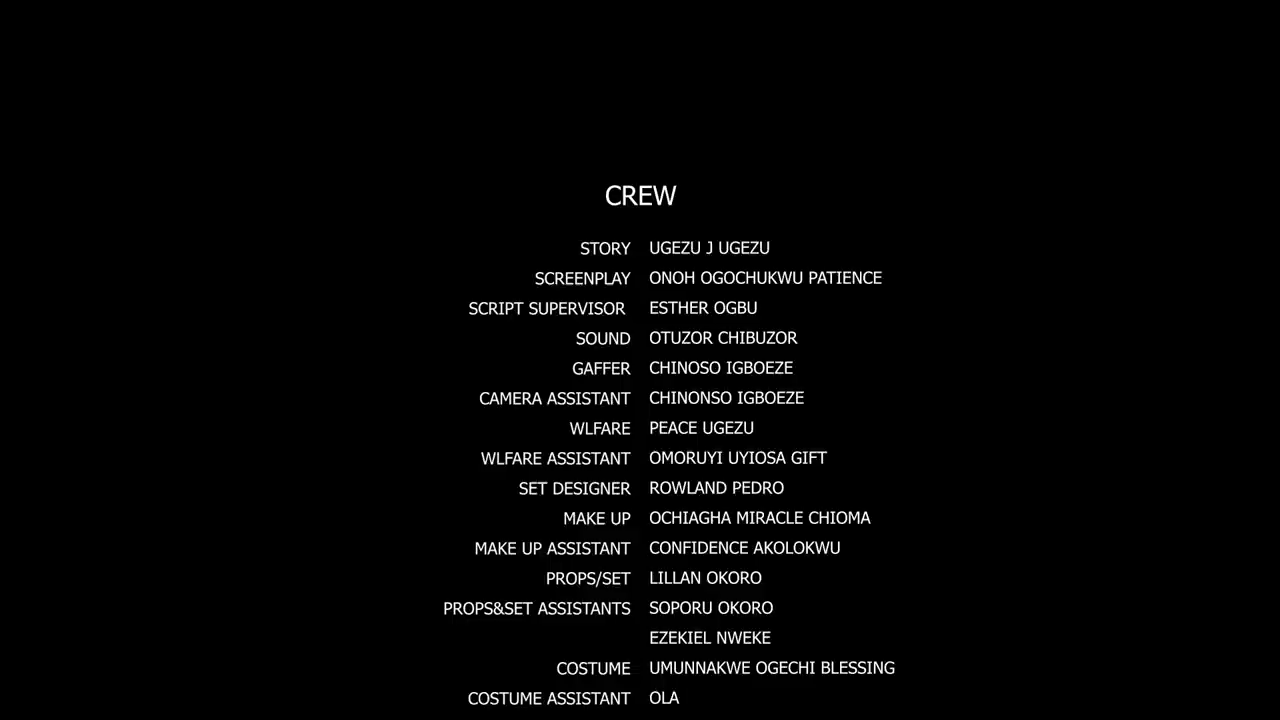 CREW
STORY UGEZU J UGEZU
SCREENPLAY ONOH OGOCHUKWU PATIENCE
SCRIPT SUPERVISOR ESTHER OGBU
SOUND OTUZOR CHIBUZOR
GAFFER CHINOSO IGBOEZE
CAMERA ASSISTANT CHINONSO IGBOEZE
WLFARE PEACE UGEZU
WLFARE ASSISTANT OMORUYI UYIOSA GIFT
SET DESIGNER ROWLAND PEDRO
MAKE UP OCHIAGHA MIRACLE CHIOMA
MAKE UP ASSISTANT CONFIDENCE AKOLOKWU
PROPS/SET LILLAN OKORO
PROPS&SET ASSISTANTS SOPORU OKORO
EZEKIEL NWEKE
COSTUME UMUNNAKWE OGECHI BLESSING
COSTUME ASSISTANT OLA